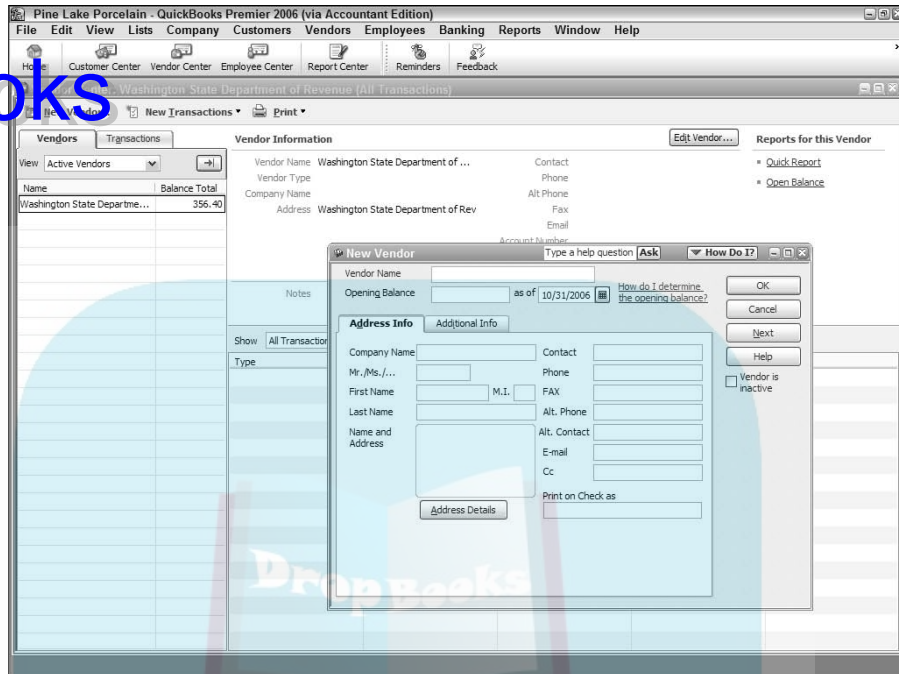 Pine Lake Porcelain - QuickBooks Premier 2006 (via Accountant Edition)
File Edit View Lists Company Customers Vendors Employees Banking Reports Window Help
Home Customer Center Vendor Center Employee Center Report Center Reminders Feedback
oks
Washington State Department of Revenue (All Transactions)
New Transactions Print
Vendors Transactions
Vendor Information
Edit Vendor...
Reports for this Vendor
View Active Vendors
Vendor Name Washington State Department of ...
Contact
Quick Report
Vendor Type
Phone
Open Balance
Name Balance Total
Company Name
Alt Phone
Washington State Departme... 356.40
Address Washington State Department of Rev
Fax
Email
Account Number
New Vendor
Type a help question Ask
How Do I?
Vendor Name
Notes
Opening Balance as of 10/31/2006
How do I determine
the opening balance?
OK
Cancel
Next
Help
Vendor is
inactive
Address Info Additional Info
Show All Transaction
Type
Company Name
Contact
Mr./Ms./...
Phone
First Name M.I.
FAX
Last Name
Alt. Phone
Name and
Address
Alt. Contact
E-mail
Cc
Print on Check as
Address Details
DropBooks